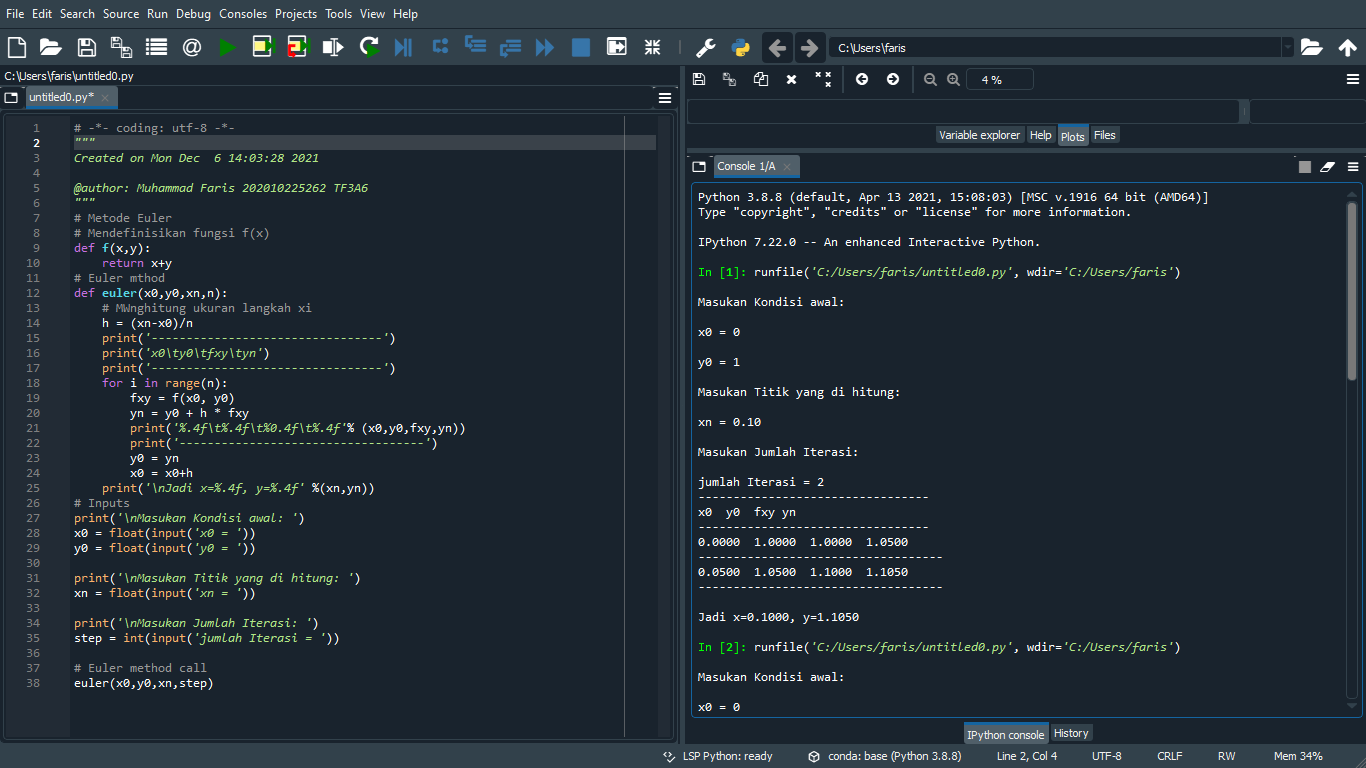 File Edit Search Source Run Debug Consoles Projects Tools View Help
C:\Users\faris
C:\Users\faris\untitled0.py
untitled0.py*
1 # -*- coding: utf-8 -*-
2 """
3 Created on Mon Dec  6 14:03:28 2021
4
5 @author: Muhammad Faris 202010225262 TF3A6
6 """
7 # Metode Euler
8 # Mendefinisikan fungsi f(x)
9 def f(x,y):
10     return x+y
11 # Euler mthod
12 def euler(x0,y0,xn,n):
13     # MWnghitung ukuran langkah xi
14     h = (xn-x0)/n
15     print('---------------------------------')
16     print('x0\ty0\tfxy\tyn')
17     print('---------------------------------')
18     for i in range(n):
19         fxy = f(x0, y0)
20         yn = y0 + h * fxy
21         print('%.4f\t%.4f\t%0.4f\t%.4f'% (x0,y0,fxy,yn))
22         print('-----------------------------------')
23         y0 = yn
24         x0 = x0+h
25     print('\nJadi x=%.4f, y=%.4f' %(xn,yn))
26 # Inputs
27 print('\nMasukan Kondisi awal: ')
28 x0 = float(input('x0 = '))
29 y0 = float(input('y0 = '))
30
31 print('\nMasukan Titik yang di hitung: ')
32 xn = float(input('xn = '))
33
34 print('\nMasukan Jumlah Iterasi: ')
35 step = int(input('jumlah Iterasi = '))
36
37 # Euler method call
38 euler(x0,y0,xn,step)
4 %
Variable explorer Help Plots Files
Console 1/A
Python 3.8.8 (default, Apr 13 2021, 15:08:03) [MSC v.1916 64 bit (AMD64)]
Type "copyright", "credits" or "license" for more information.
IPython 7.22.0 -- An enhanced Interactive Python.
In [1]: runfile('C:/Users/faris/untitled0.py', wdir='C:/Users/faris')
Masukan Kondisi awal:
x0 = 0
y0 = 1
Masukan Titik yang di hitung:
xn = 0.10
Masukan Jumlah Iterasi:
jumlah Iterasi = 2
---------------------------------
x0  y0  fxy yn
---------------------------------
0.0000  1.0000  1.0000  1.0500
-----------------------------------
0.0500  1.0500  1.1000  1.1050
-----------------------------------
Jadi x=0.1000, y=1.1050
In [2]: runfile('C:/Users/faris/untitled0.py', wdir='C:/Users/faris')
Masukan Kondisi awal:
x0 = 0
IPython console History
LSP Python: ready conda: base (Python 3.8.8) Line 2, Col 4 UTF-8 CRLF RW Mem 34%